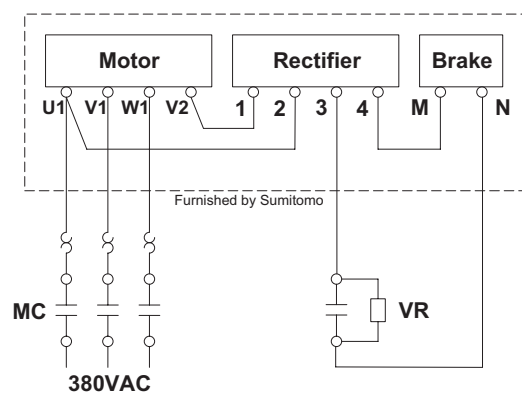 Motor Rectifier Brake
U1 V1 W1 V2 1 2 3 4 M N
Furnished by Sumitomo
MC VR
380VAC